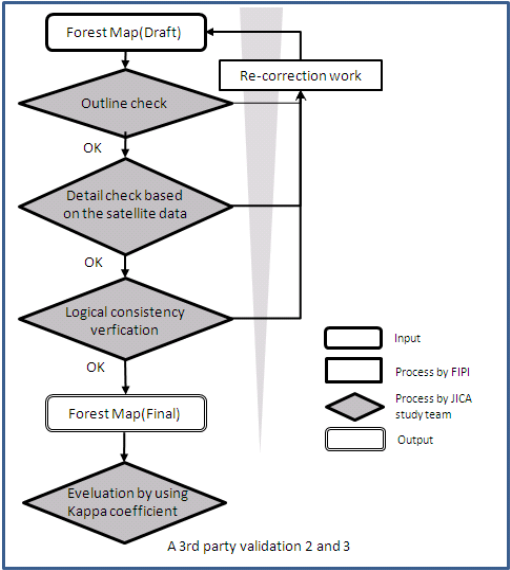 Forest Map(Draft)
Re-correction work
Outline check
OK
Detail check based
on the satellite data
OK
Logical consistency
verfication
OK
Forest Map(Final)
Eveluation by using
Kappa coefficient
Input
Process by FIPI
Process by JICA
study team
Output
A 3rd party validation 2 and 3